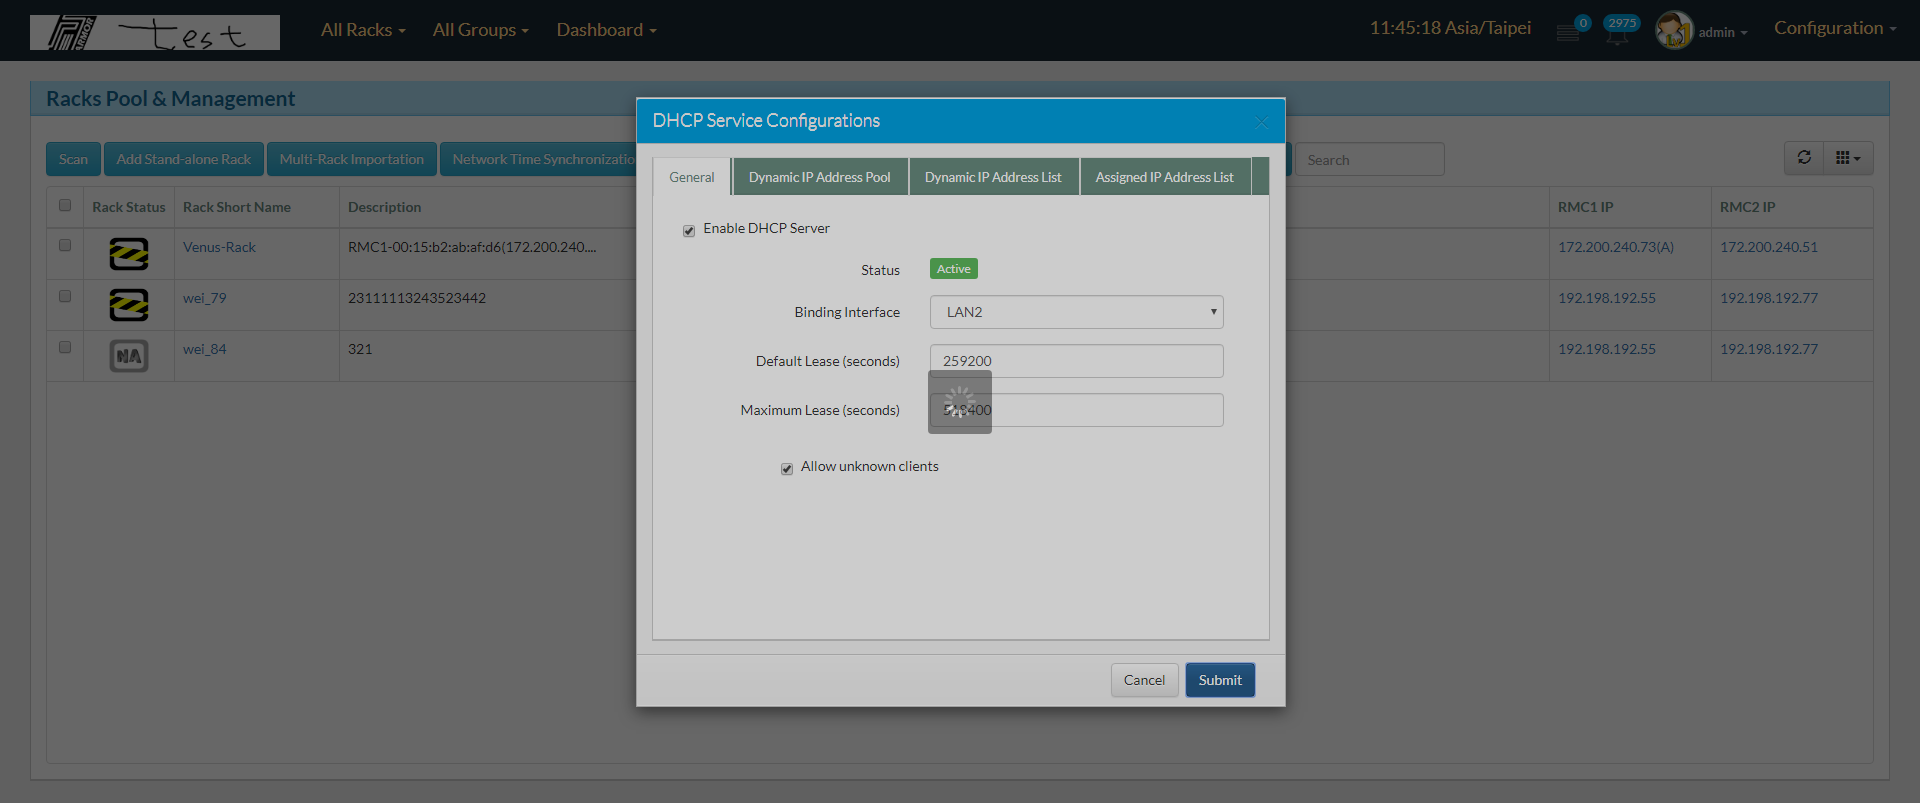 ARMOR test
All Racks
All Groups
Dashboard
11:45:18 Asia/Taipei
0
2975
admin
Configuration
Racks Pool & Management
Scan
Add Stand-alone Rack
Multi-Rack Importation
Network Time Synchronizatio
Search
Rack Status
Rack Short Name
Description
RMC1 IP
RMC2 IP
Venus-Rack
RMC1-00:15:b2:ab:af:d6(172.200.240....
172.200.240.73(A)
172.200.240.51
wei_79
23111113243523442
192.198.192.55
192.198.192.77
NA
wei_84
321
192.198.192.55
192.198.192.77
DHCP Service Configurations
General
Dynamic IP Address Pool
Dynamic IP Address List
Assigned IP Address List
Enable DHCP Server
Status
Active
Binding Interface
LAN2
Default Lease (seconds)
259200
Maximum Lease (seconds)
518400
Allow unknown clients
Cancel
Submit